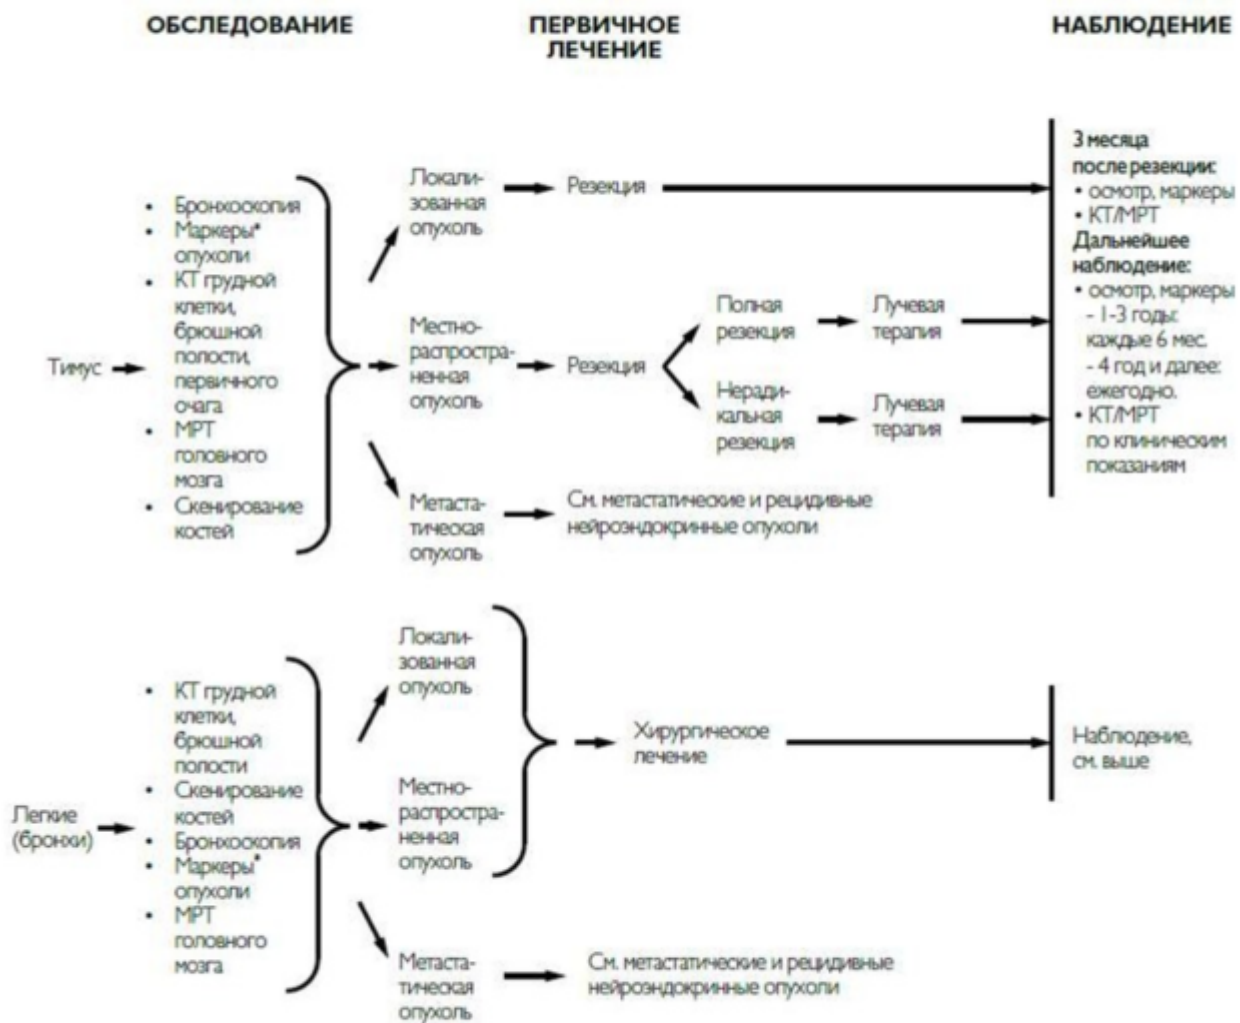 ОБСЛЕДОВАНИЕ
ПЕРВИЧНОЕ
ЛЕЧЕНИЕ
НАБЛЮДЕНИЕ
Тимус
• Бронхоскопия
• Маркеры*
опухоли
• КТ грудной
клетки,
брюшной
полости,
первичного
очага
• МРТ
головного
мозга
• Скенирование
костей
Локали-
зованная
опухоль
Резекция
Местно-
распростра-
ненная
опухоль
Резекция
Полная
резекция
Лучевая
терапия
Неради-
кальная
резекция
Лучевая
терапия
Метаста-
тическая
опухоль
См. метастатические и рецидивные
нейроэндокринные опухоли
3 месяца
после резекции:
• осмотр, маркеры
• КТ/МРТ
Дальнейшее
наблюдение:
• осмотр, маркеры
- 1-3 годы:
каждые 6 мес.
- 4 год и далее:
ежегодно.
• КТ/МРТ
по клиническим
показаниям
Легкие
(бронхи)
• КТ грудной
клетки,
брюшной
полости
• Скенирование
костей
• Бронхоскопия
• Маркеры*
опухоли
• МРТ
головного
мозга
Локали-
зованная
опухоль
Местно-
распростра-
ненная
опухоль
Хирургическое
лечение
Наблюдение,
см. выше
Метаста-
тическая
опухоль
См. метастатические и рецидивные
нейроэндокринные опухоли